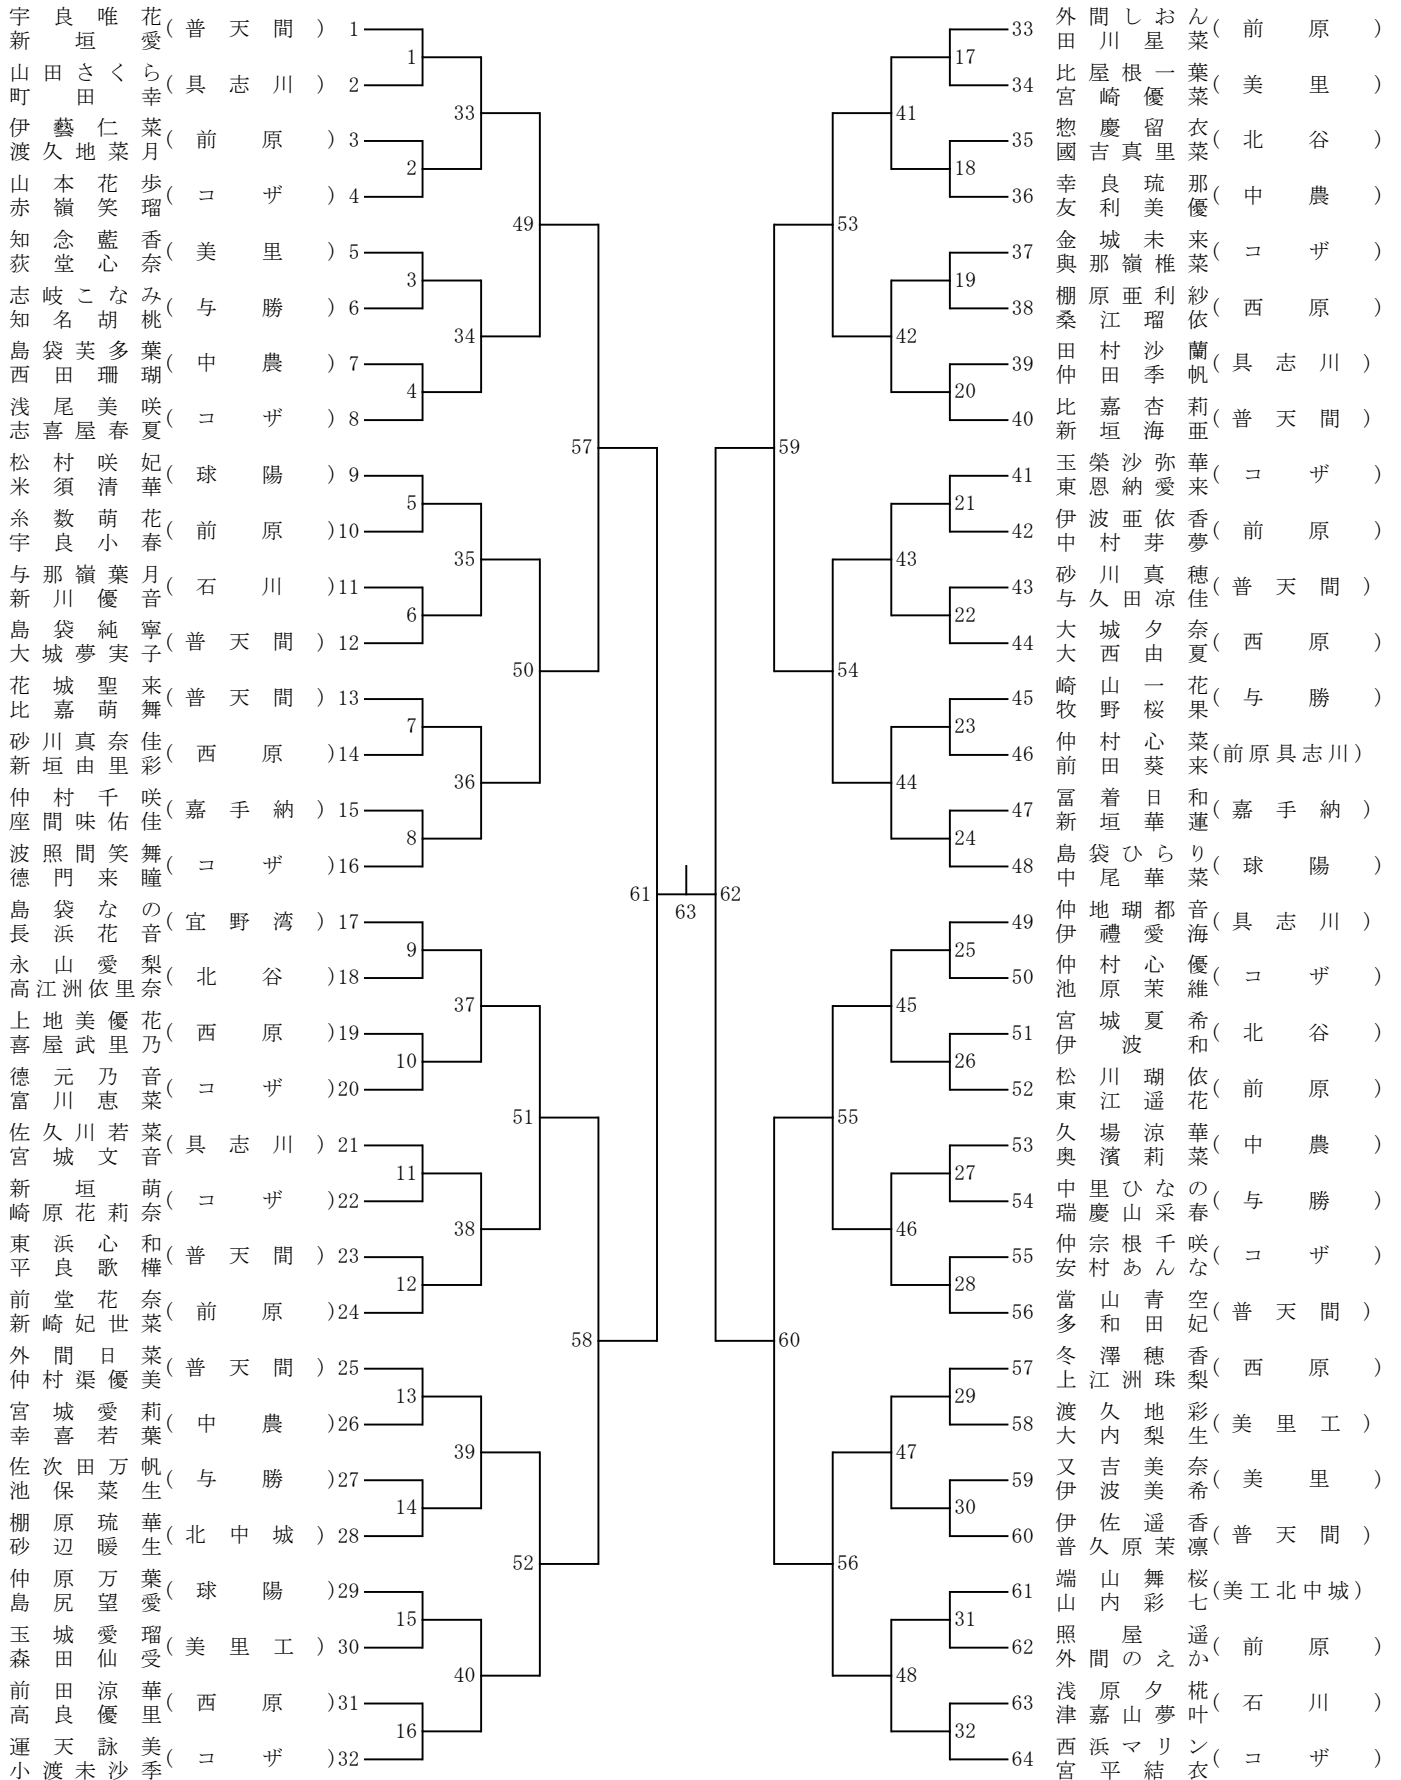 宇良唯花
新垣愛
(普天間) 1
山田さくら
町田幸
(具志川) 2
伊藝仁菜
渡久地菜月
(前原) 3
山本花歩
赤嶺笑瑠
(コザ) 4
知念藍香
荻堂心奈
(美里) 5
志岐こなみ
知名胡桃
(与勝) 6
島袋芙多葉
西田珊瑚
(中農) 7
浅尾美咲
志喜屋春夏
(コザ) 8
松村咲妃
米須清華
(球陽) 9
糸数萌花
宇良小春
(前原) 10
与那嶺葉月
新川優音
(石川) 11
島袋純寧
大城夢実子
(普天間) 12
花城聖来
比嘉萌舞
(普天間) 13
砂川真奈佳
新垣由里彩
(西原) 14
仲村千咲
座間味佑佳
(嘉手納) 15
波照間笑舞
德門来瞳
(コザ) 16
島袋なの
長浜花音
(宜野湾) 17
永山愛梨
高江洲依里奈
(北谷) 18
上地美優花
喜屋武里乃
(西原) 19
德元乃音
富川恵菜
(コザ) 20
佐久川若菜
宮城文音
(具志川) 21
新垣萌
崎原花莉奈
(コザ) 22
東浜心和
平良歌樺
(普天間) 23
前堂花奈
新崎妃世菜
(前原) 24
外間日菜
仲村渠優美
(普天間) 25
宮城愛莉
幸喜若葉
(中農) 26
佐次田万帆
池保菜生
(与勝) 27
棚原琉華
砂辺暖生
(北中城) 28
仲原万葉
島尻望愛
(球陽) 29
玉城愛瑠
森田仙受
(美里工) 30
前田涼華
高良優里
(西原) 31
運天詠美
小渡未沙季
(コザ) 32
1
2
3
4
5
6
7
8
9
10
11
12
13
14
15
16
33
34
35
36
37
38
39
40
49
50
51
52
57
58
61
63
62
59
60
53
54
55
56
41
42
43
44
45
46
47
48
17
18
19
20
21
22
23
24
25
26
27
28
29
30
31
32
33 外間しおん
田川星菜
(前原)
34 比屋根一葉
宮崎優菜
(美里)
35 惣慶留衣
國吉真里菜
(北谷)
36 幸良琉那
友利美優
(中農)
37 金城未来
與那嶺椎菜
(コザ)
38 棚原亜利紗
桑江瑠依
(西原)
39 田村沙蘭
仲田季帆
(具志川)
40 比嘉杏莉
新垣海亜
(普天間)
41 玉榮沙弥華
東恩納愛来
(コザ)
42 伊波亜依香
中村芽夢
(前原)
43 砂川真穂
与久田凉佳
(普天間)
44 大城夕奈
大西由夏
(西原)
45 崎山一花
牧野桜果
(与勝)
46 仲村心菜
前田葵来
(前原具志川)
47 冨着日和
新垣華蓮
(嘉手納)
48 島袋ひらり
中尾華菜
(球陽)
49 仲地瑚都音
伊禮愛海
(具志川)
50 仲村心優
池原茉維
(コザ)
51 宮城夏希
伊波和
(北谷)
52 松川瑚依
東江遥花
(前原)
53 久場涼華
奥濱莉菜
(中農)
54 中里ひなの
瑞慶山采春
(与勝)
55 仲宗根千咲
安村あんな
(コザ)
56 當山青空
多和田妃
(普天間)
57 冬澤穂香
上江洲珠梨
(西原)
58 渡久地彩
大内梨生
(美里工)
59 又吉美奈
伊波美希
(美里)
60 伊佐遥香
普久原茉凛
(普天間)
61 端山舞桜
山内彩七
(美工北中城)
62 照屋遥
外間のえか
(前原)
63 浅原夕椛
津嘉山夢叶
(石川)
64 西浜マリン
宮平結衣
(コザ)